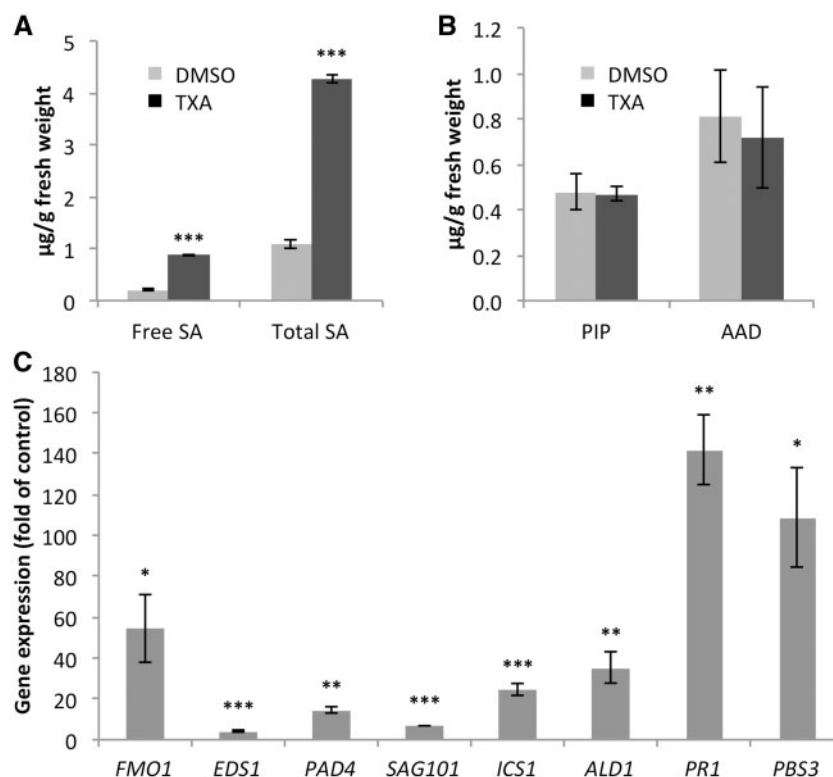 A
µg/g fresh weight
5
4
3
2
1
0
***
***
DMSO
TXA
Free SA Total SA
B
µg/g fresh weight
1.2
1.0
0.8
0.6
0.4
0.2
0.0
DMSO
TXA
PIP AAD
C
Gene expression (fold of control)
180
160
140
120
100
80
60
40
20
0
*
***
**
***
***
**
**
*
FMO1 EDS1 PAD4 SAG101 ICS1 ALD1 PR1 PBS3